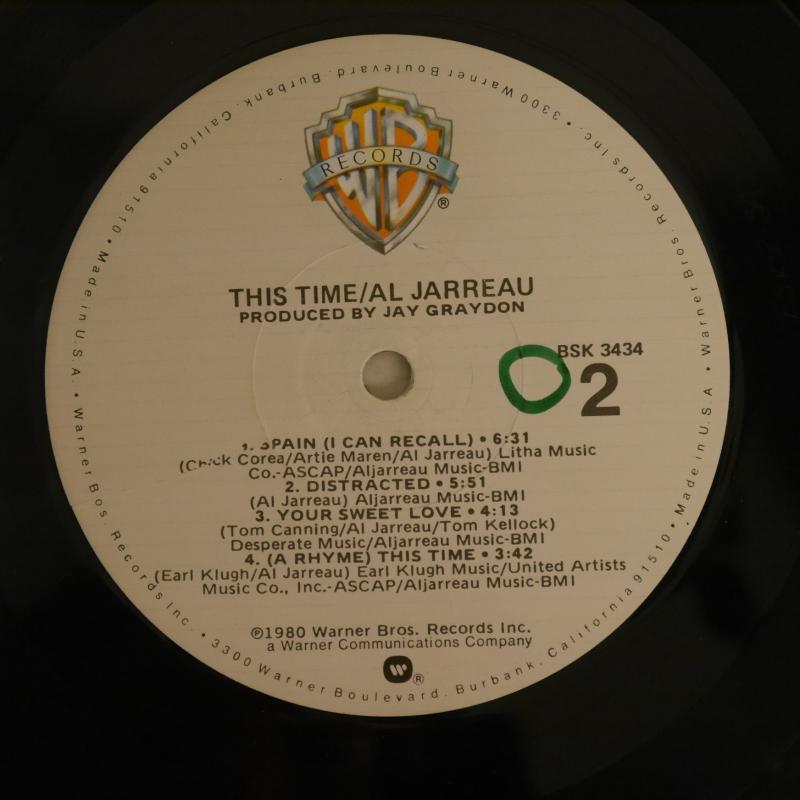 WB
RECORDS
®
THIS TIME/AL JARREAU
PRODUCED BY JAY GRAYDON
BSK 3434
2
1. SPAIN (I CAN RECALL) • 6:31
(Chick Corea/Artie Maren/Al Jarreau) Litha Music
Co.-ASCAP/Aljarreau Music-BMI
2. DISTRACTED • 5:51
(Al Jarreau) Aljarreau Music-BMI
3. YOUR SWEET LOVE • 4:13
(Tom Canning/Al Jarreau/Tom Kellock)
Desperate Music/Aljarreau Music-BMI
4. (A RHYME) THIS TIME • 3:42
(Earl Klugh/Al Jarreau) Earl Klugh Music/United Artists
Music Co., Inc.-ASCAP/Aljarreau Music-BMI
℗1980 Warner Bros. Records Inc.
a Warner Communications Company
®
Warner Bros. Records Inc. • 3300 Warner Boulevard. Burbank. California 91510 • Made in U.S.A. • Warner Bos. Records Inc. • 3300 Warner Boulevard. Burbank. California 91510 • Made in U.S.A •